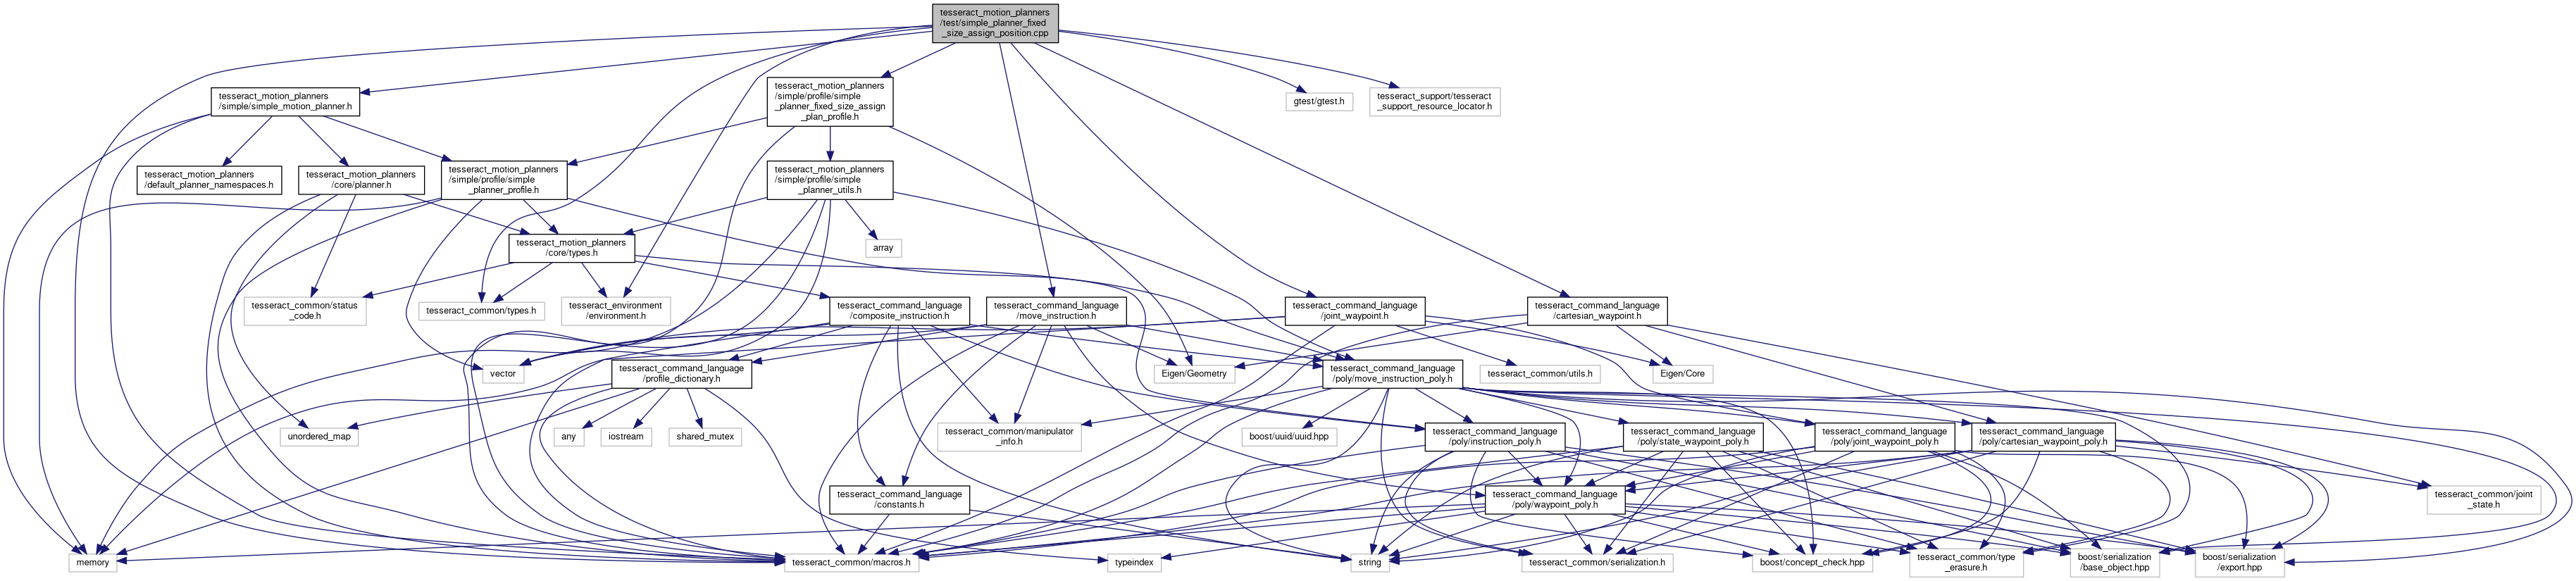 tesseract_motion_planners
/test/simple_planner_fixed
_size_assign_position.cpp
tesseract_motion_planners
/simple/simple_motion_planner.h
tesseract_motion_planners
/simple/profile/simple
_planner_fixed_size_assign
_plan_profile.h
gtest/gtest.h
tesseract_support/tesseract
_support_resource_locator.h
tesseract_motion_planners
/default_planner_namespaces.h
tesseract_motion_planners
/core/planner.h
tesseract_motion_planners
/simple/profile/simple
_planner_profile.h
tesseract_motion_planners
/simple/profile/simple
_planner_utils.h
tesseract_motion_planners
/core/types.h
array
tesseract_common/status
_code.h
tesseract_common/types.h
tesseract_environment
/environment.h
tesseract_command_language
/composite_instruction.h
tesseract_command_language
/move_instruction.h
tesseract_command_language
/joint_waypoint.h
tesseract_command_language
/cartesian_waypoint.h
vector
tesseract_command_language
/profile_dictionary.h
Eigen/Geometry
tesseract_command_language
/poly/move_instruction_poly.h
tesseract_common/utils.h
Eigen/Core
unordered_map
any
iostream
shared_mutex
tesseract_common/manipulator
_info.h
boost/uuid/uuid.hpp
tesseract_command_language
/poly/instruction_poly.h
tesseract_command_language
/poly/state_waypoint_poly.h
tesseract_command_language
/poly/joint_waypoint_poly.h
tesseract_command_language
/poly/cartesian_waypoint_poly.h
tesseract_command_language
/constants.h
tesseract_command_language
/poly/waypoint_poly.h
tesseract_common/joint
_state.h
memory
tesseract_common/macros.h
typeindex
string
tesseract_common/serialization.h
boost/concept_check.hpp
tesseract_common/type
_erasure.h
boost/serialization
/base_object.hpp
boost/serialization
/export.hpp